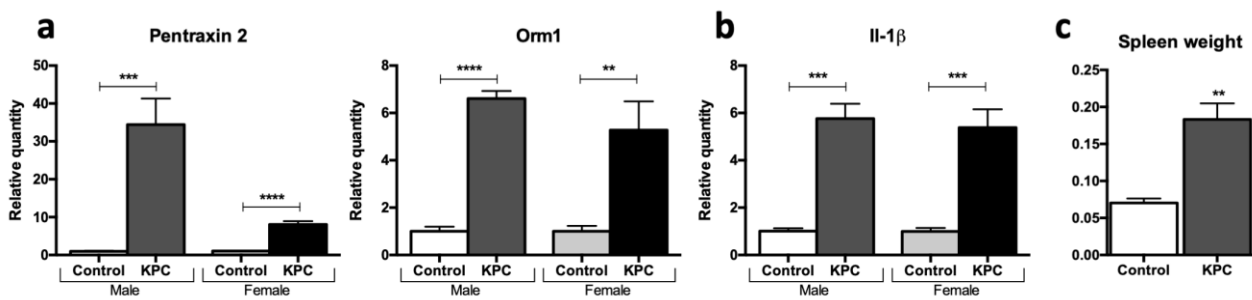 a
Pentraxin 2
Relative quantity
50
40
30
20
10
0
***
****
Control KPC Control KPC
Male Female
Orm1
Relative quantity
8
6
4
2
0
****
**
Control KPC Control KPC
Male Female
b
Il-1β
Relative quantity
8
6
4
2
0
***
***
Control KPC Control KPC
Male Female
c
Spleen weight
0.25
0.20
0.15
0.10
0.05
0.00
**
Control KPC